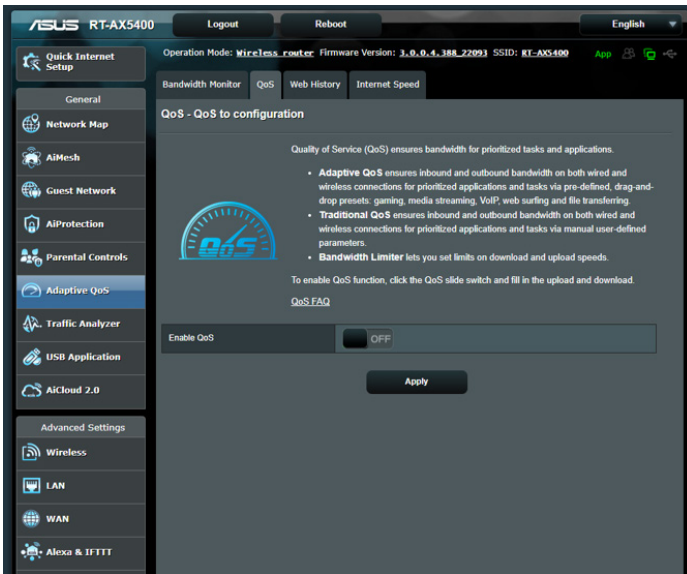 ASUS RT-AX5400 Logout Reboot English
Quick Internet
Setup
Operation Mode: Wireless router Firmware Version: 3.0.0.4.388_22093 SSID: RT-AX5400 App
Bandwidth Monitor QoS Web History Internet Speed
General
Network Map
AiMesh
Guest Network
AiProtection
Parental Controls
Adaptive QoS
Traffic Analyzer
USB Application
AiCloud 2.0
Advanced Settings
Wireless
LAN
WAN
Alexa & IFTTT
QoS - QoS to configuration
QoS
Quality of Service (QoS) ensures bandwidth for prioritized tasks and applications.
• Adaptive QoS ensures inbound and outbound bandwidth on both wired and
wireless connections for prioritized applications and tasks via pre-defined, drag-and-
drop presets: gaming, media streaming, VoIP, web surfing and file transferring.
• Traditional QoS ensures inbound and outbound bandwidth on both wired and
wireless connections for prioritized applications and tasks via manual user-defined
parameters.
• Bandwidth Limiter lets you set limits on download and upload speeds.
To enable QoS function, click the QoS slide switch and fill in the upload and download.
QoS FAQ
Enable QoS OFF
Apply